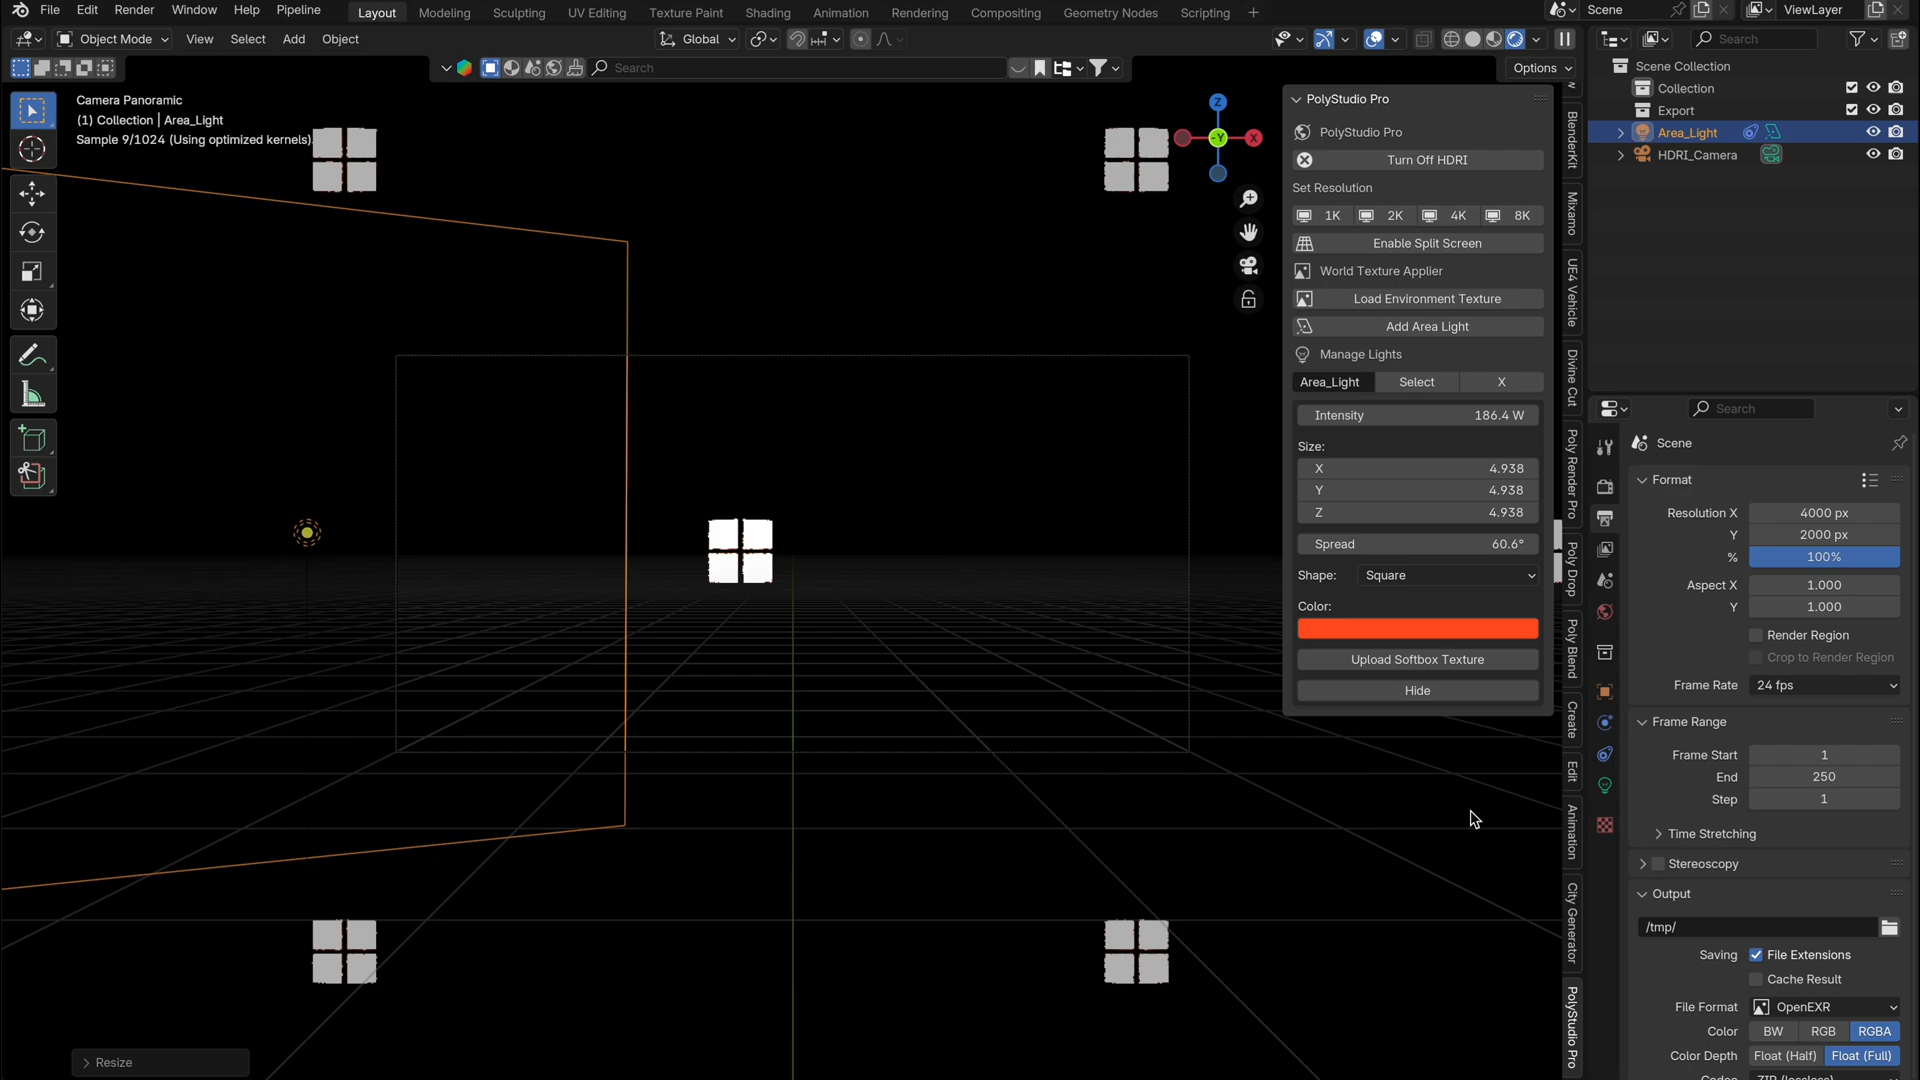 File Edit Render Window Help Pipeline Layout Modeling Sculpting UV Editing Texture Paint Shading Animation Rendering Compositing Geometry Nodes Scripting + Scene ViewLayer
Object Mode View Select Add Object Global Search
Search Options
Camera Panoramic
(1) Collection | Area_Light
Sample 9/1024 (Using optimized kernels)
Z
-Y
X
PolyStudio Pro
PolyStudio Pro
Turn Off HDRI
Set Resolution
1K 2K 4K 8K
Enable Split Screen
World Texture Applier
Load Environment Texture
Add Area Light
Manage Lights
Area_Light Select X
Intensity 186.4 W
Size:
X 4.938
Y 4.938
Z 4.938
Spread 60.6°
Shape: Square
Color:
Upload Softbox Texture
Hide
BlenderKit
Mixamo
UE4 Vehicle
Divine Cut
Poly Render Pro
Poly Drop
Poly Blend
Create
Edit
Animation
City Generator
PolyStudio Pro
Scene Collection
Collection
Export
Area_Light
HDRI_Camera
Search
Scene
Format
Resolution X 4000 px
Y 2000 px
% 100%
Aspect X 1.000
Y 1.000
Render Region
Crop to Render Region
Frame Rate 24 fps
Frame Range
Frame Start 1
End 250
Step 1
Time Stretching
Stereoscopy
Output
/tmp/
Saving File Extensions
Cache Result
File Format OpenEXR
Color BW RGB RGBA
Color Depth Float (Half) Float (Full)
Resize